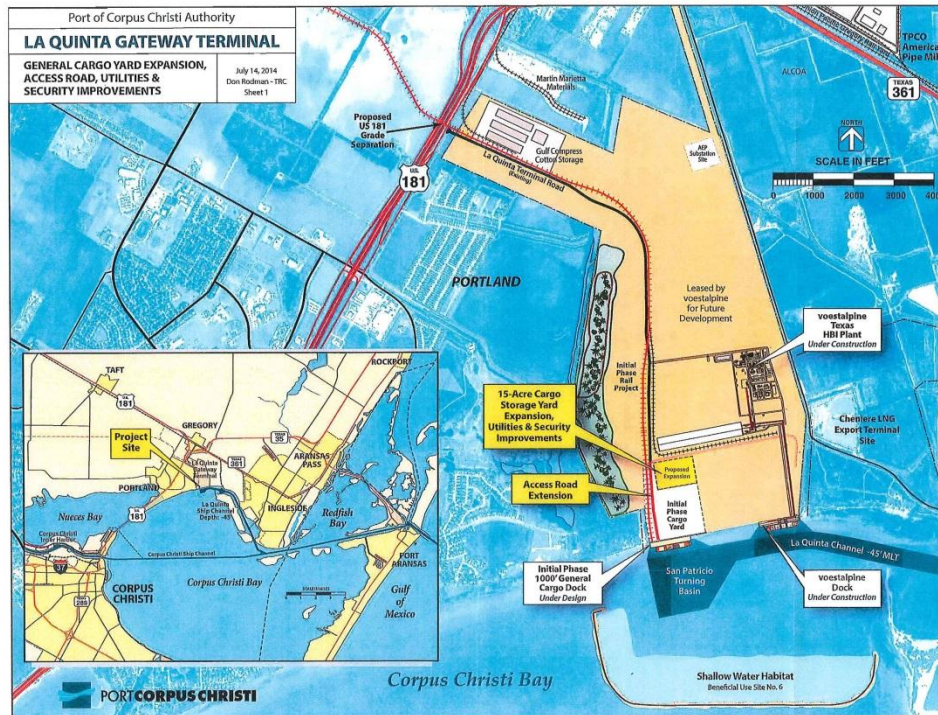 Port of Corpus Christi Authority
LA QUINTA GATEWAY TERMINAL
GENERAL CARGO YARD EXPANSION,
ACCESS ROAD, UTILITIES &
SECURITY IMPROVEMENTS
July 14, 2014
Don Rodman - TRC
Sheet 1
Martin Marietta
Materials
ALCOA
TPCO
America
Pipe Mil
TEXAS
361
Proposed
US 181
Grade
Separation
U.S.
181
Gulf Compress
Cotton Storage
La Quinta Terminal Road
(Existing)
AEP
Substation
Site
NORTH
SCALE IN FEET
1000
2000
3000
400
PORTLAND
Leased by
voestalpine
for Future
Development
voestalpine
Texas
HBI Plant
Under Construction
Initial
Phase
Rail
Project
15-Acre Cargo
Storage Yard
Expansion,
Utilities & Security
Improvements
Cheniere LNG
Export Terminal
Site
Access Road
Extension
Proposed
Expansion
Initial
Phase
Cargo
Yard
Initial Phase
1000' General
Cargo Dock
Under Design
San Patricio
Turning
Basin
La Quinta Channel -45' MLT
voestalpine
Dock
Under Construction
Shallow Water Habitat
Beneficial Use Site No. 6
Corpus Christi Bay
PORTCORPUS CHRISTI
ROCKPORT
TAFT
181
GREGORY
35
Project
Site
361
ARANSAS
PASS
La Quinta
Gateway
Terminal
PORTLAND
La Quinta
Ship Channel
Depth: -45'
INGLESIDE
Redfish
Bay
Nueces Bay
181
Corpus Christi
Inner Harbor
Corpus Christi Ship Channel
37
PORT
ARANSAS
CORPUS
CHRISTI
Corpus Christi Bay
Gulf
of
Mexico